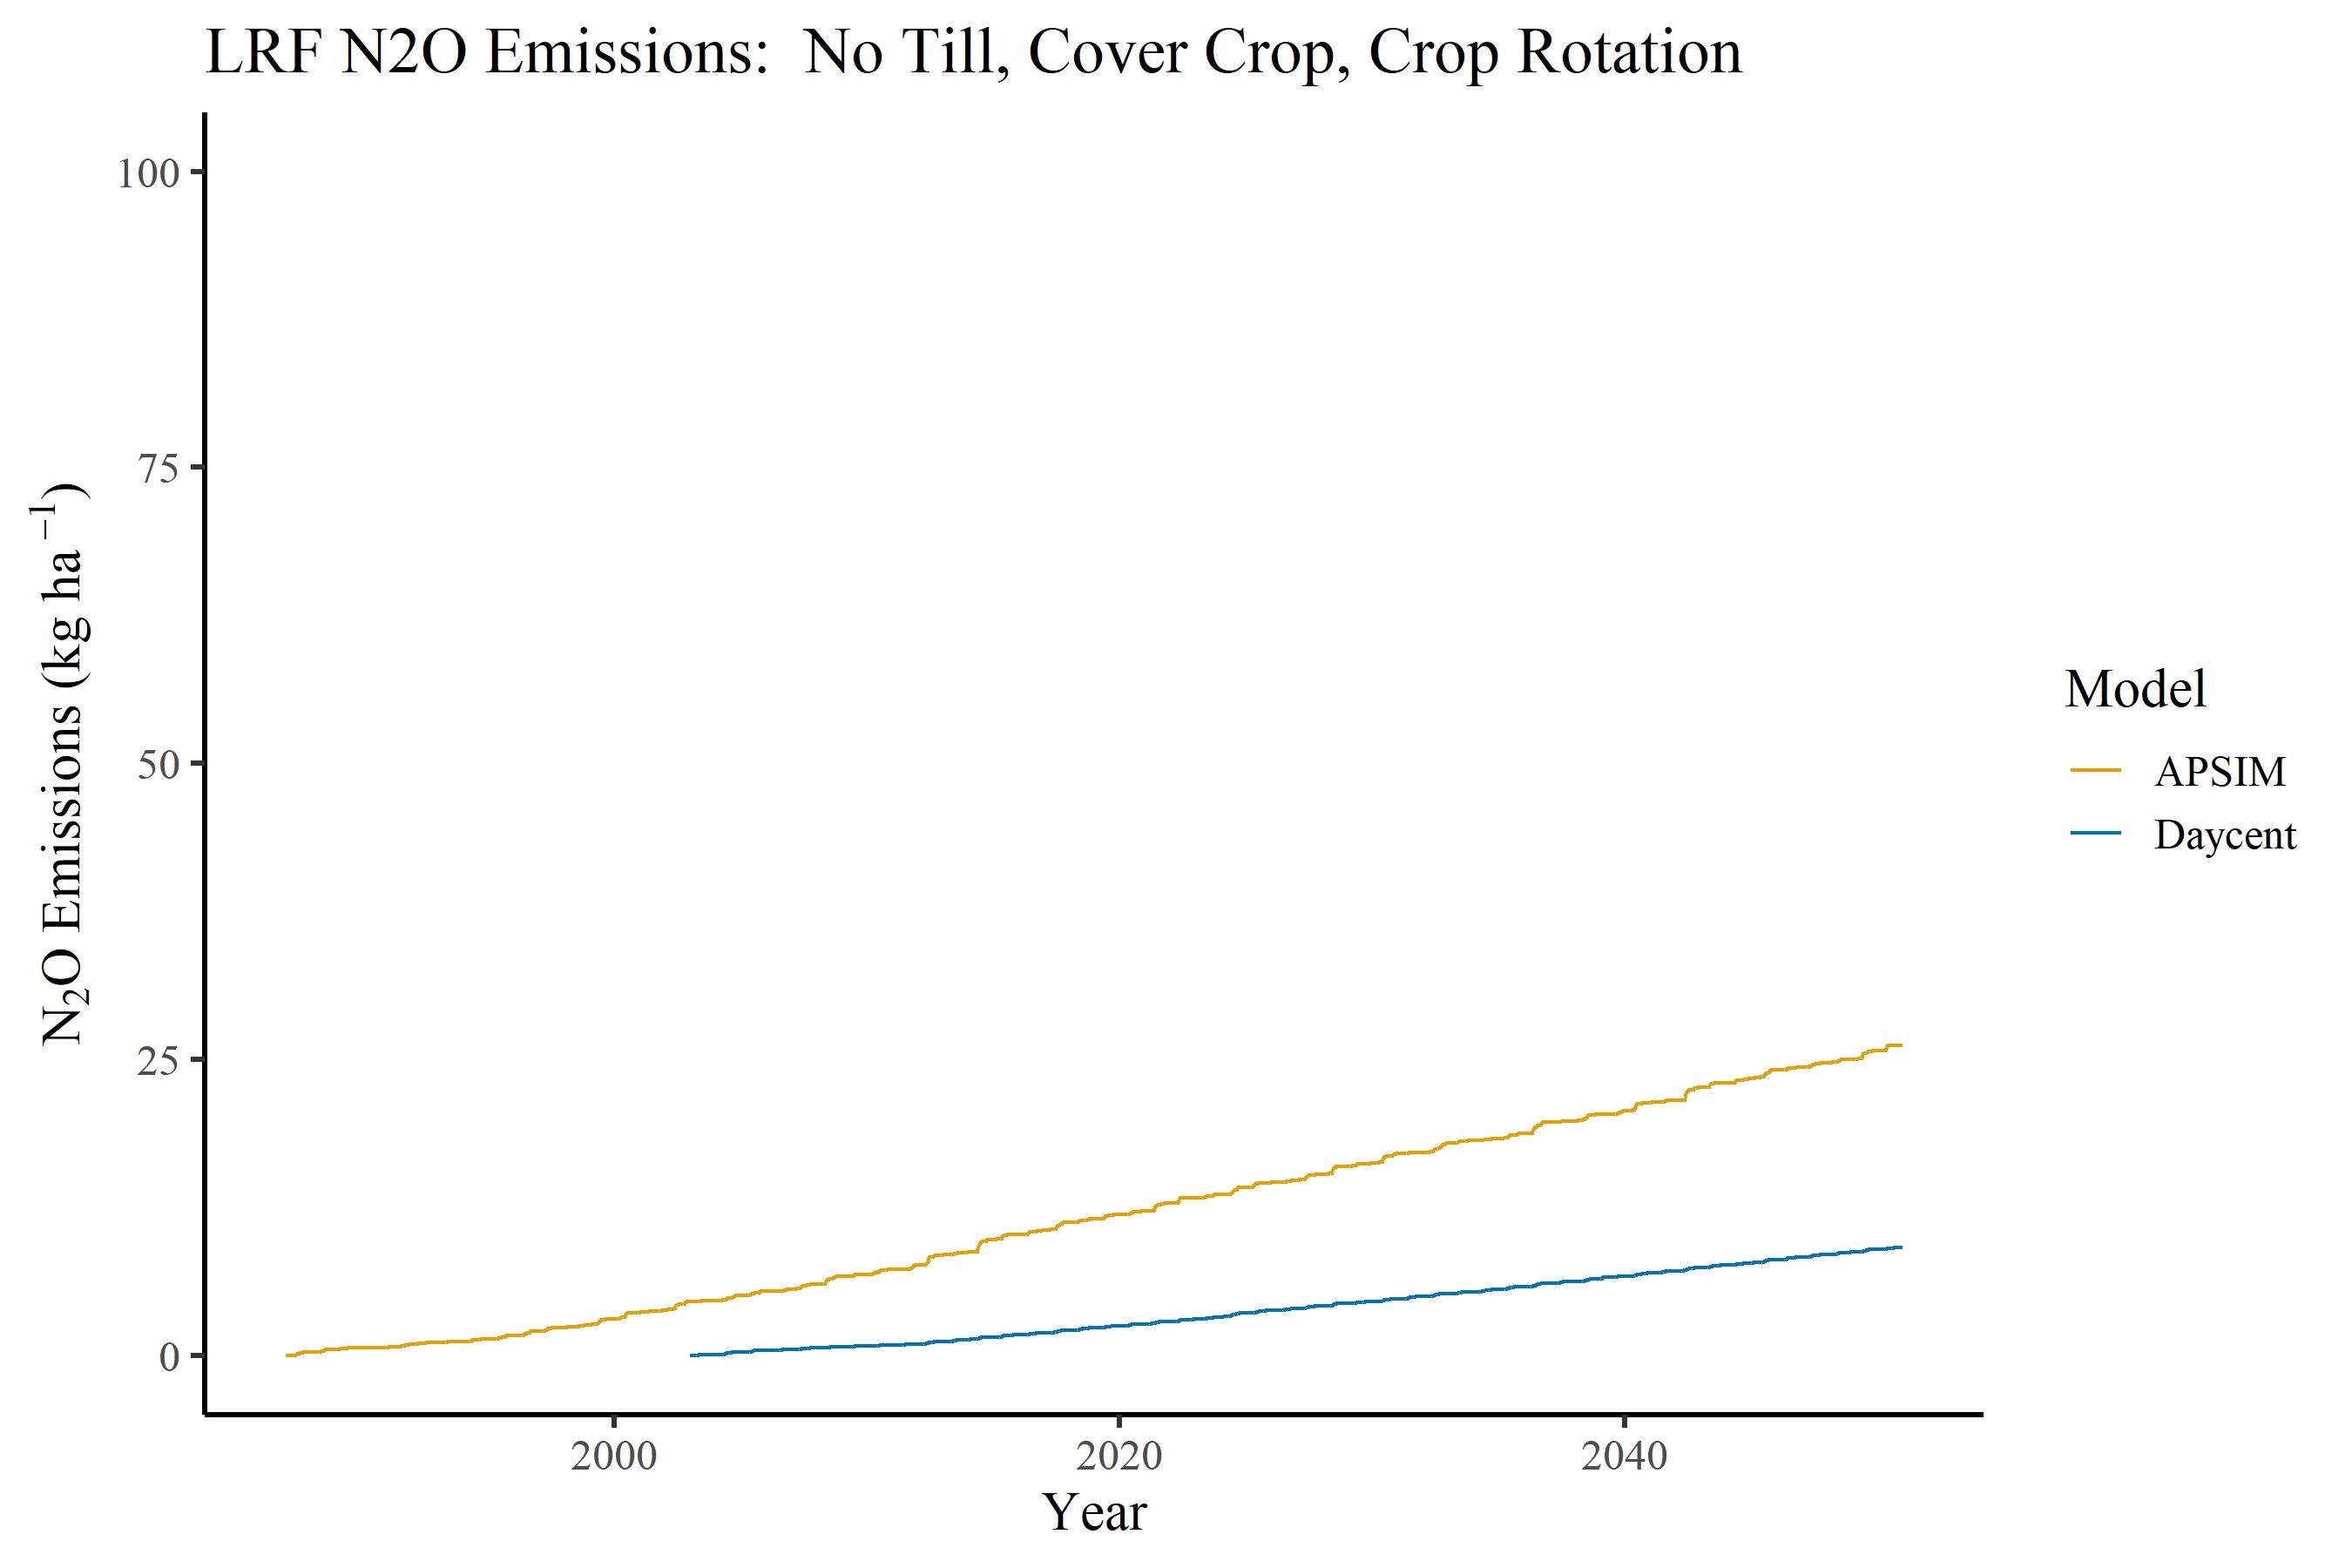 LRF N2O Emissions:  No Till, Cover Crop, Crop Rotation
N₂O Emissions (kg ha⁻¹)
100
75
50
25
0
2000 2020 2040
Year
Model
APSIM
Daycent